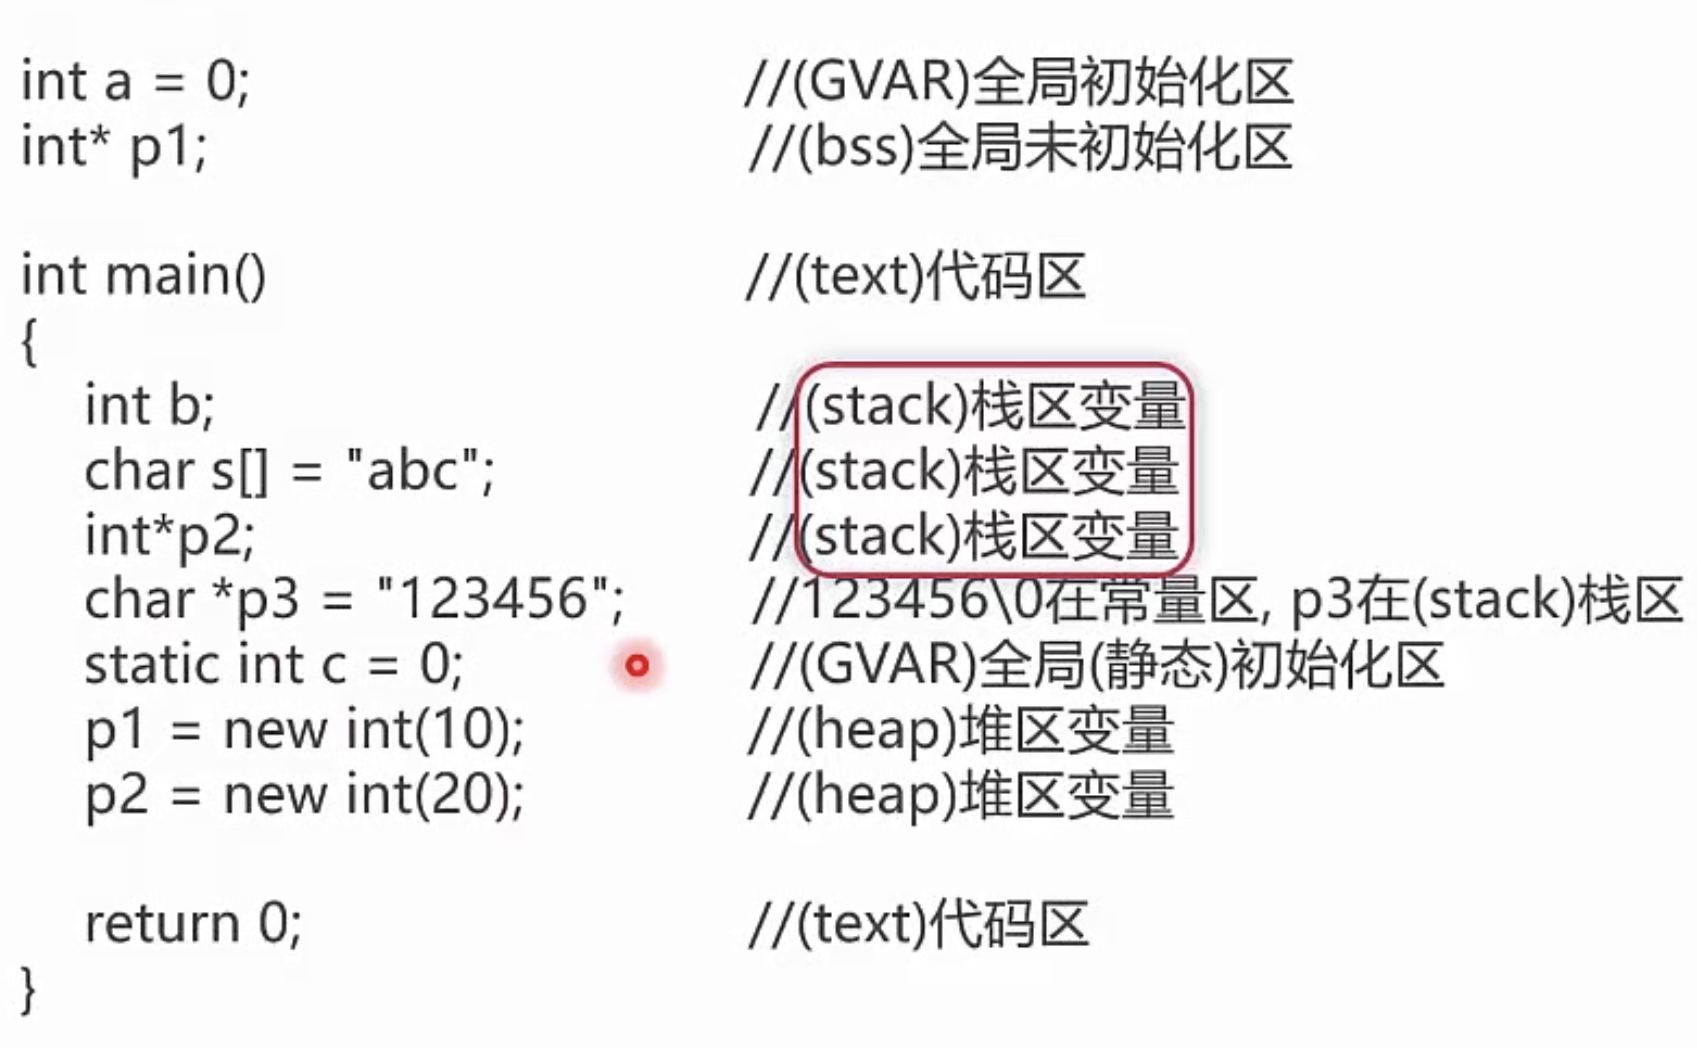 int a = 0; //(GVAR)全局初始化区
int* p1; //(bss)全局未初始化区
int main() //(text)代码区
{
int b; //(stack)栈区变量
char s[] = "abc"; //(stack)栈区变量
int*p2; //(stack)栈区变量
char *p3 = "123456"; //123456\0在常量区, p3在(stack)栈区
static int c = 0; //(GVAR)全局(静态)初始化区
p1 = new int(10); //(heap)堆区变量
p2 = new int(20); //(heap)堆区变量
return 0; //(text)代码区
}